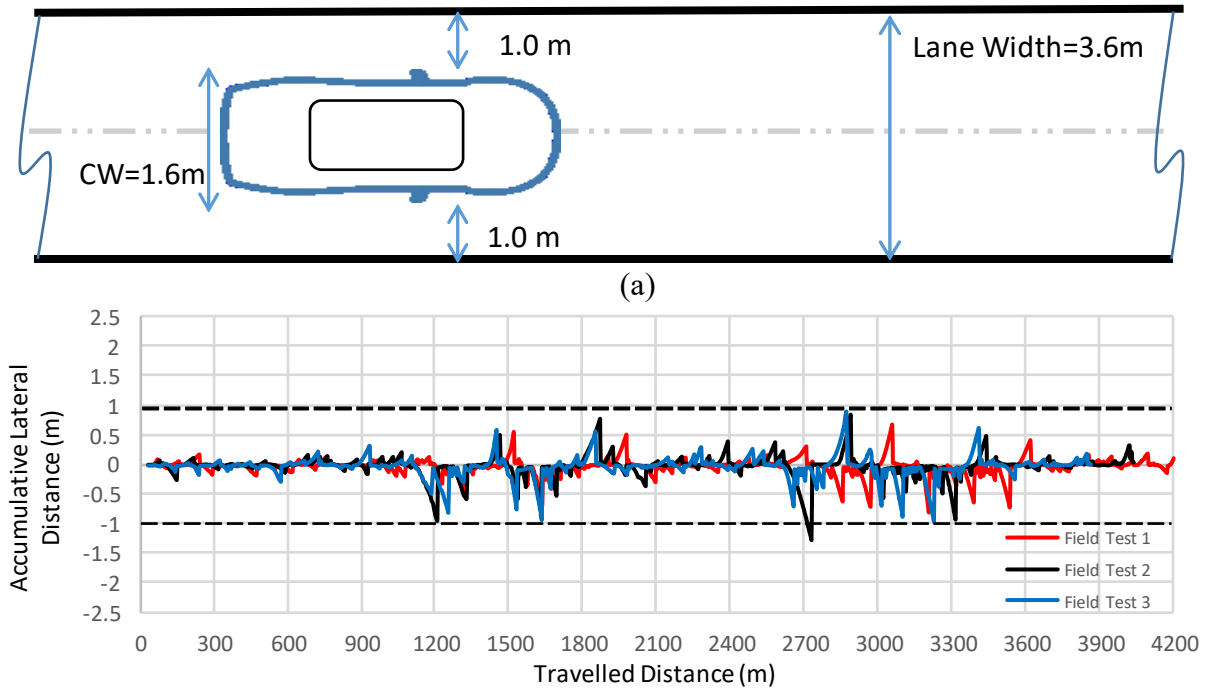 1.0 m
Lane Width=3.6m
CW=1.6m
1.0 m
(a)
2.5
2
1.5
1
0.5
0
-0.5
-1
-1.5
-2
-2.5
Accumulative Lateral
Distance (m)
Field Test 1
Field Test 2
Field Test 3
0 300 600 900 1200 1500 1800 2100 2400 2700 3000 3300 3600 3900 4200
Travelled Distance (m)